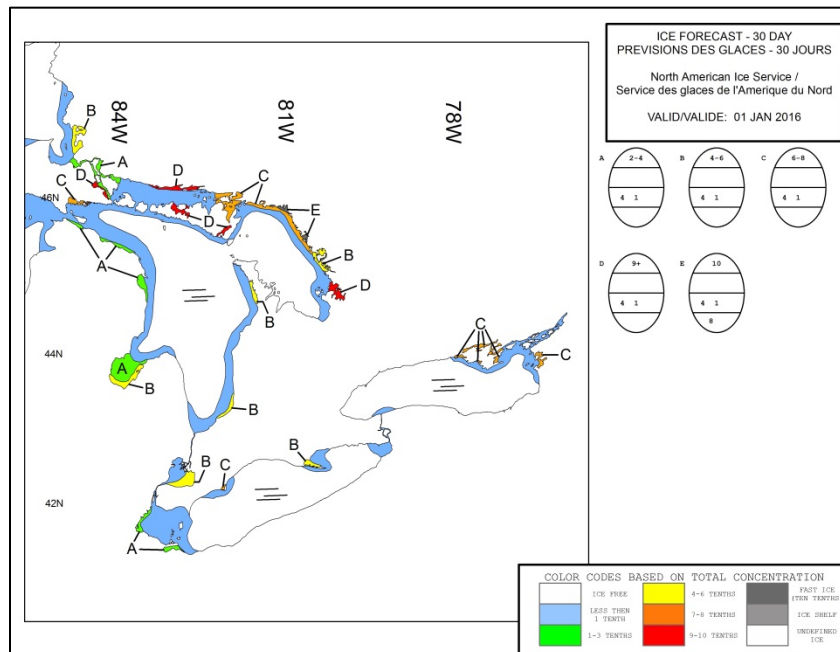 ICE FORECAST - 30 DAY
PREVISIONS DES GLACES - 30 JOURS
North American Ice Service /
Service des glaces de l'Amerique du Nord
VALID/VALIDE: 01 JAN 2016
84W
81W
78W
B
A
D
D
C
C
46N
E
D
B
A
D
B
44N
C
A
C
B
B
B
B
C
42N
A
A 2-4
4 1
B 4-6
4 1
C 6-8
4 1
D 9+
4 1
E 10
4 1
8
COLOR CODES BASED ON TOTAL CONCENTRATION
ICE FREE
LESS THEN
1 TENTH
1-3 TENTHS
4-6 TENTHS
7-8 TENTHS
9-10 TENTHS
FAST ICE
(TEN TENTHS)
ICE SHELF
UNDEFINED
ICE